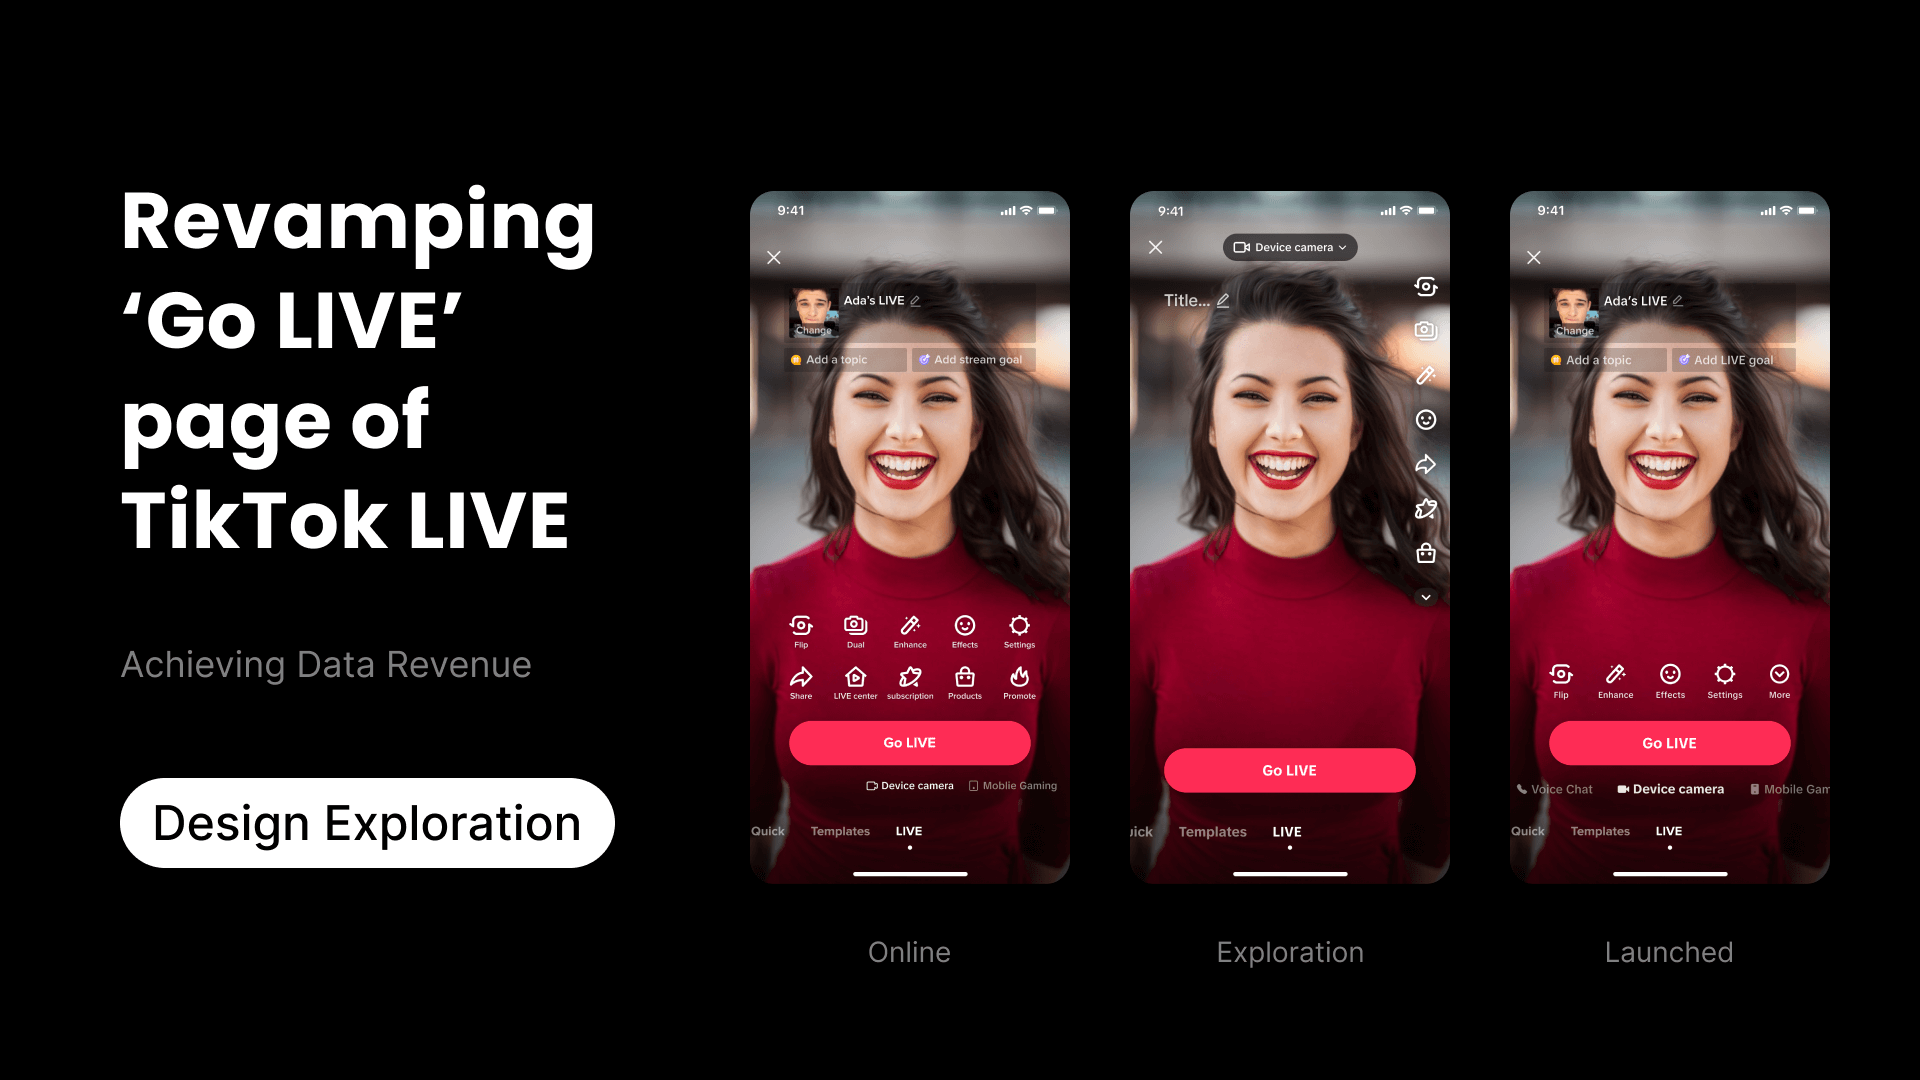 Revamping
‘Go LIVE’
page of
TikTok LIVE
Achieving Data Revenue
Design Exploration
9:41
Ada’s LIVE
Change
Add a topic
Add stream goal
Flip
Dual
Enhance
Effects
Settings
Share
LIVE center
subscription
Products
Promote
Go LIVE
Device camera
Moblie Gaming
Quick
Templates
LIVE
Online
9:41
Device camera
Title...
Go LIVE
uick
Templates
LIVE
Exploration
9:41
Ada’s LIVE
Change
Add a topic
Add LIVE goal
Flip
Enhance
Effects
Settings
More
Go LIVE
Voice Chat
Device camera
Mobile Gam
Quick
Templates
LIVE
Launched